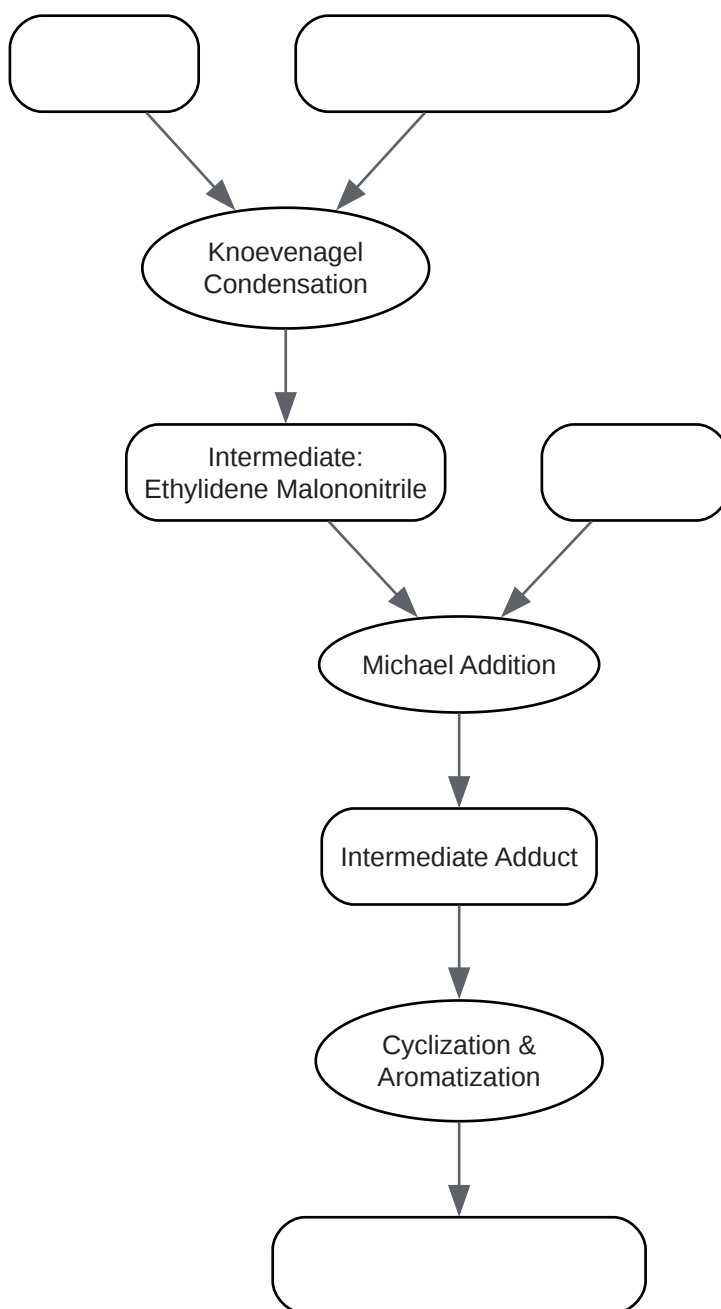 Knoevenagel
Condensation
Intermediate:
Ethylidene Malononitrile
Michael Addition
Intermediate Adduct
Cyclization &
Aromatization